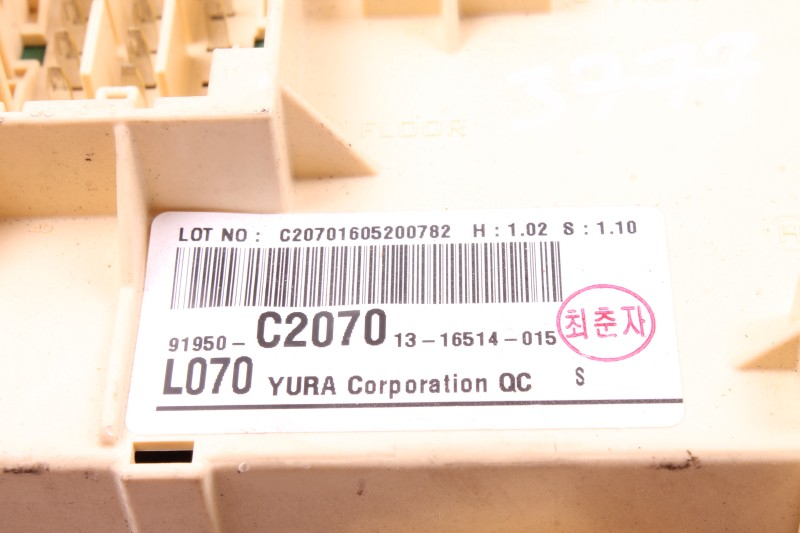 FLOOR
LOT NO : C20701605200782 H : 1.02 S : 1.10
91950-C2070 13-16514-015
최춘자
L070 YURA Corporation QC S